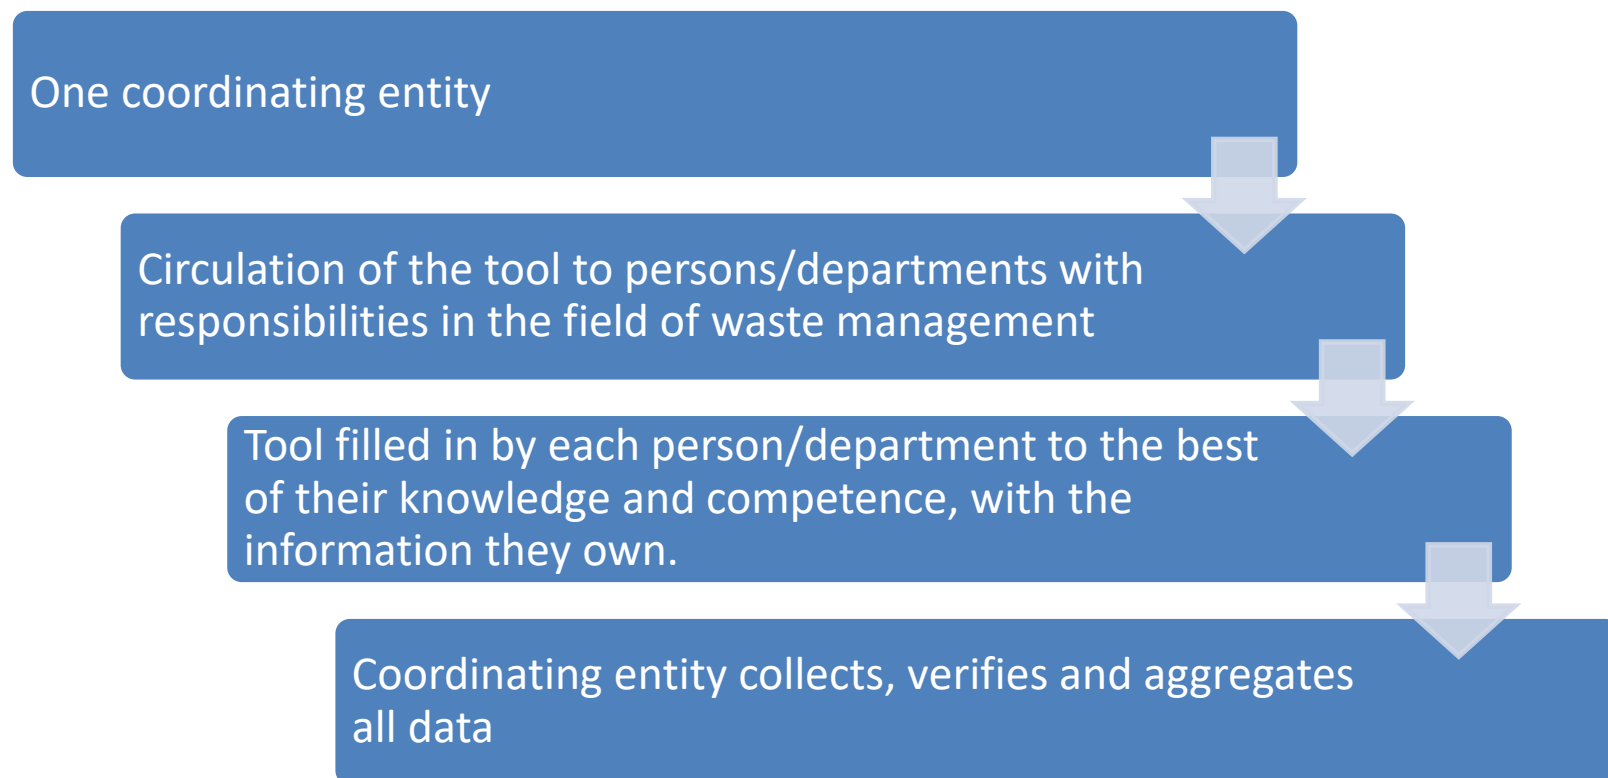 One coordinating entity
Circulation of the tool to persons/departments with
responsibilities in the field of waste management
Tool filled in by each person/department to the best
of their knowledge and competence, with the
information they own.
Coordinating entity collects, verifies and aggregates
all data